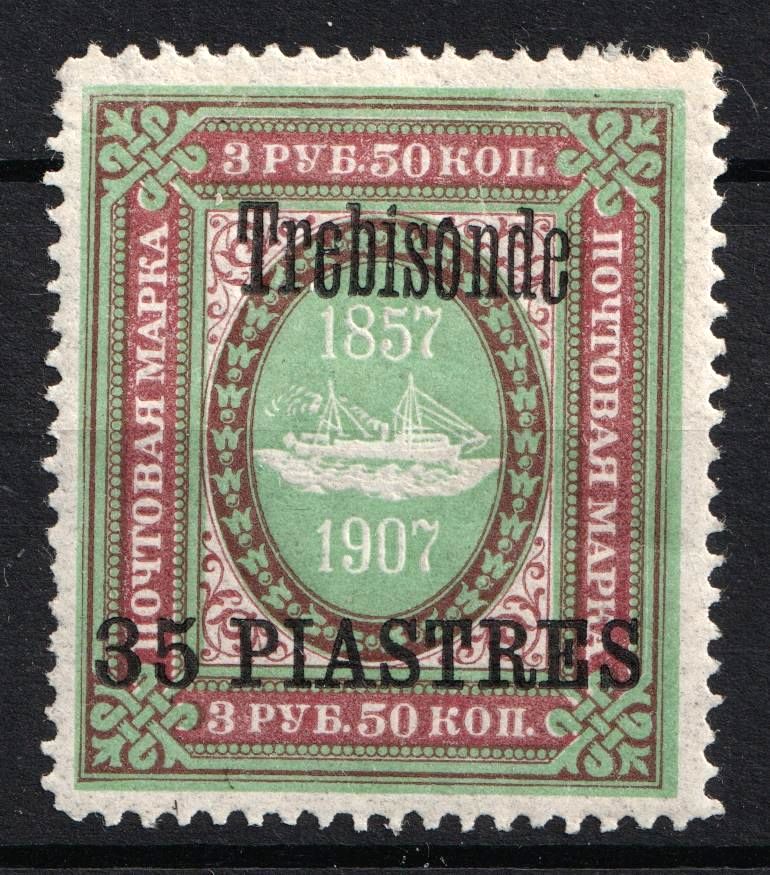 3 РУБ. 50 КОП.
Trebisonde
ПОЧТОВАЯ МАРКА
1857
ПОЧТОВАЯ МАРКА
1907
35 PIASTRES
3 РУБ. 50 КОП.